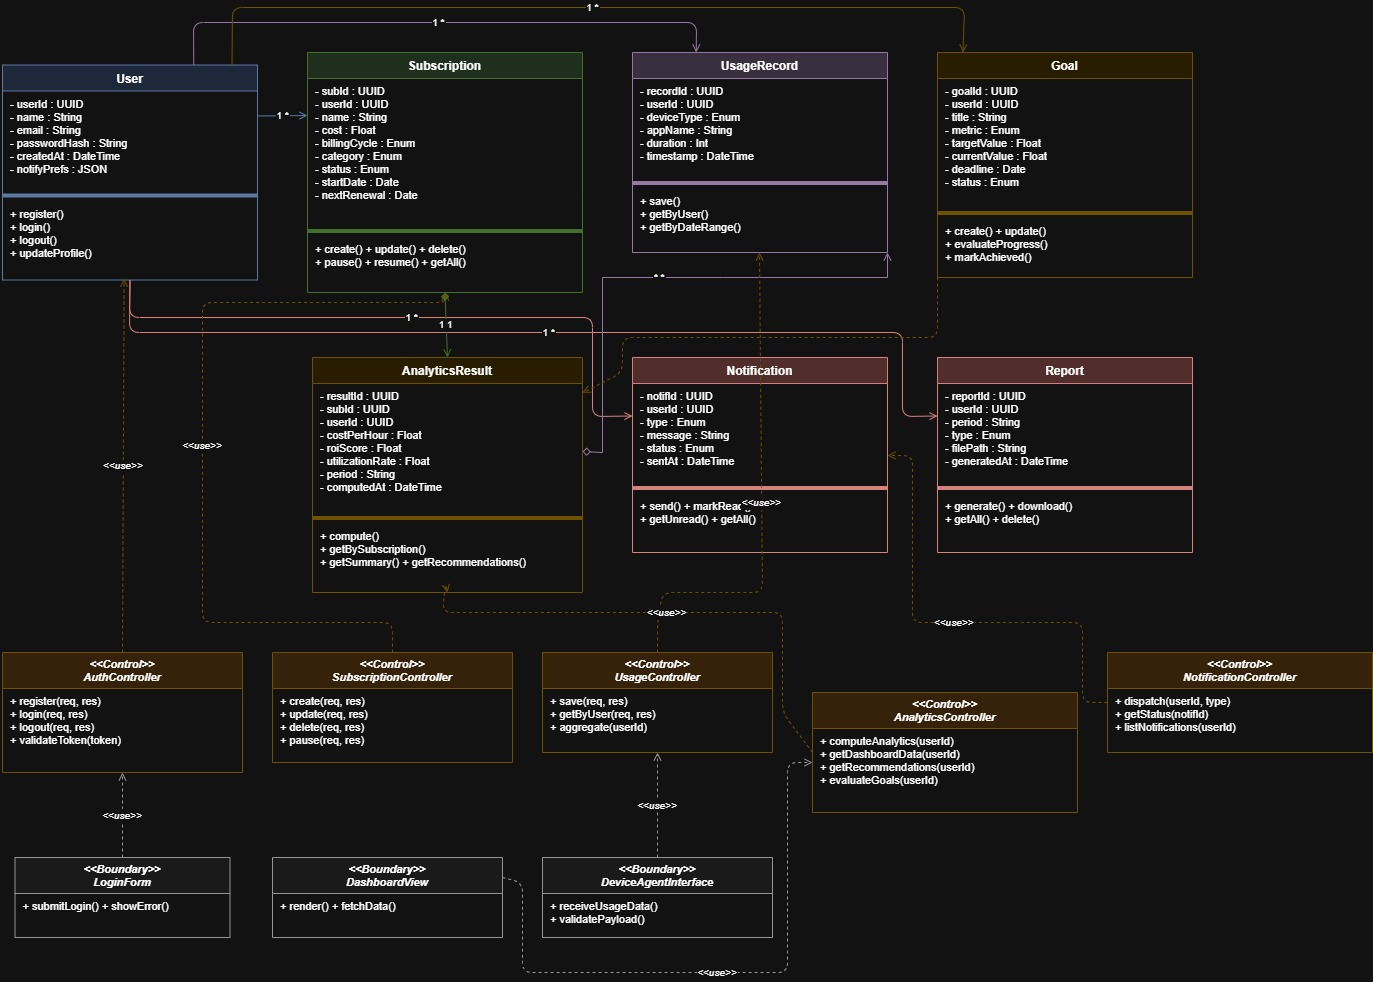 1 *
1 *
User
- userId : UUID
- name : String
- email : String
- passwordHash : String
- createdAt : DateTime
- notifyPrefs : JSON
+ register()
+ login()
+ logout()
+ updateProfile()
1 *
Subscription
- subId : UUID
- userId : UUID
- name : String
- cost : Float
- billingCycle : Enum
- category : Enum
- status : Enum
- startDate : Date
- nextRenewal : Date
+ create() + update() + delete()
+ pause() + resume() + getAll()
UsageRecord
- recordId : UUID
- userId : UUID
- deviceType : Enum
- appName : String
- duration : Int
- timestamp : DateTime
+ save()
+ getByUser()
+ getByDateRange()
Goal
- goalId : UUID
- userId : UUID
- title : String
- metric : Enum
- targetValue : Float
- currentValue : Float
- deadline : Date
- status : Enum
+ create() + update()
+ evaluateProgress()
+ markAchieved()
* *
1 *
1 1
1 *
AnalyticsResult
- resultId : UUID
- subId : UUID
- userId : UUID
- costPerHour : Float
- roiScore : Float
- utilizationRate : Float
- period : String
- computedAt : DateTime
+ compute()
+ getBySubscription()
+ getSummary() + getRecommendations()
Notification
- notifId : UUID
- userId : UUID
- type : Enum
- message : String
- status : Enum
- sentAt : DateTime
+ send()
<<use>>
+ getUnread() + getAll()
Report
- reportId : UUID
- userId : UUID
- period : String
- type : Enum
- filePath : String
- generatedAt : DateTime
+ generate() + download()
+ getAll() + delete()
<<use>>
<<use>>
<<use>>
<<use>>
<<Control>>
AuthController
+ register(req, res)
+ login(req, res)
+ logout(req, res)
+ validateToken(token)
<<Control>>
SubscriptionController
+ create(req, res)
+ update(req, res)
+ delete(req, res)
+ pause(req, res)
<<Control>>
UsageController
+ save(req, res)
+ getByUser(req, res)
+ aggregate(userId)
<<Control>>
AnalyticsController
+ computeAnalytics(userId)
+ getDashboardData(userId)
+ getRecommendations(userId)
+ evaluateGoals(userId)
<<Control>>
NotificationController
+ dispatch(userId, type)
+ getStatus(notifId)
+ listNotifications(userId)
<<use>>
<<use>>
<<Boundary>>
LoginForm
+ submitLogin() + showError()
<<Boundary>>
DashboardView
+ render() + fetchData()
<<Boundary>>
DeviceAgentInterface
+ receiveUsageData()
+ validatePayload()
<<use>>